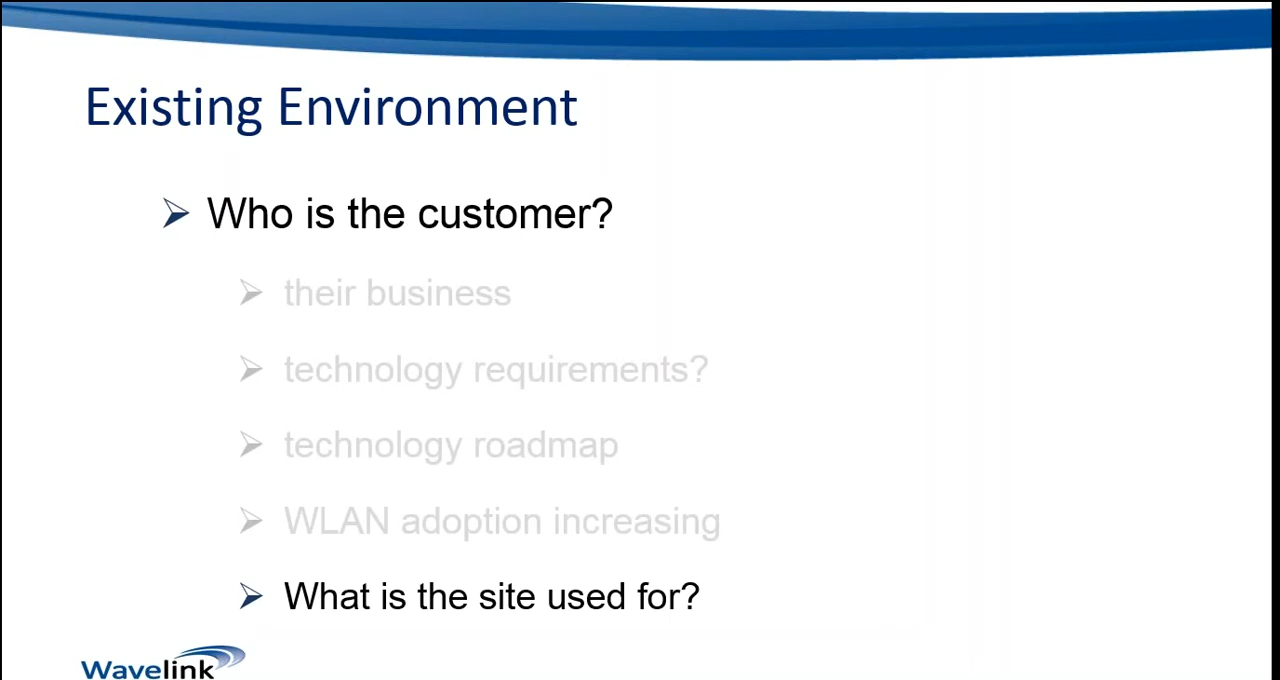 Existing Environment
Who is the customer?
their business
technology requirements?
technology roadmap
WLAN adoption increasing
What is the site used for?
Wavelink